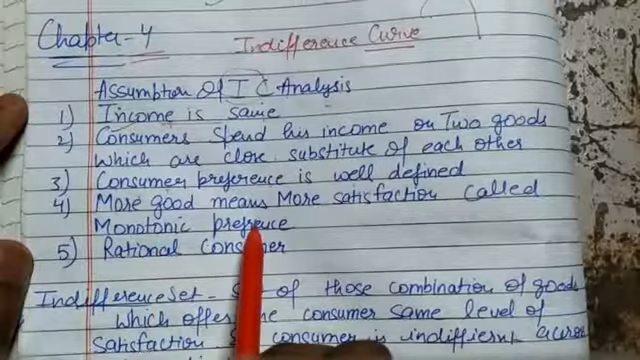 Chapter-4
Indifference Curve
Assumption Of IC Analysis
1) Income is same
2) Consumers spend his income on Two goods
which are close substitute of each other
3) Consumer preference is well defined
4) More good means More satisfaction called
Monotonic prefrence
5) Rational Consumer
Indifference Set - of those combination of goods
which offer consumer same level of
satisfaction consumer is indiffient